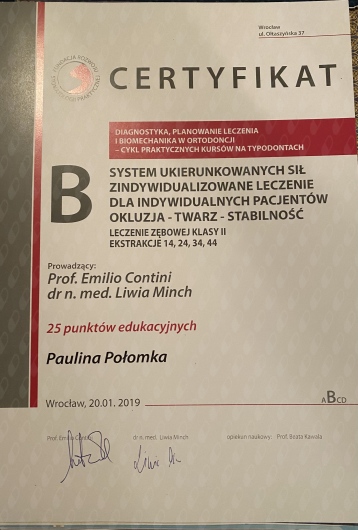 Wrocław
ul. Ołtaszyńska 37
CERTYFIKAT
DIAGNOSTYKA, PLANOWANIE LECZENIA
I BIOMECHANIKA W ORTODONCJI
– CYKL PRAKTYCZNYCH KURSÓW NA TYPODONTACH
B
SYSTEM UKIERUNKOWANYCH SIŁ
ZINDYWIDUALIZOWANE LECZENIE
DLA INDYWIDUALNYCH PACJENTÓW
OKLUZJA - TWARZ - STABILNOŚĆ
LECZENIE ZĘBOWEJ KLASY II
EKSTRAKCJE 14, 24, 34, 44
Prowadzący:
Prof. Emilio Contini
dr n. med. Liwia Minch
25 punktów edukacyjnych
Paulina Połomka
Wrocław, 20.01. 2019
ABCD
Prof. Emilio Contini dr n. med. Liwia Minch opiekun naukowy: Prof. Beata Kawala